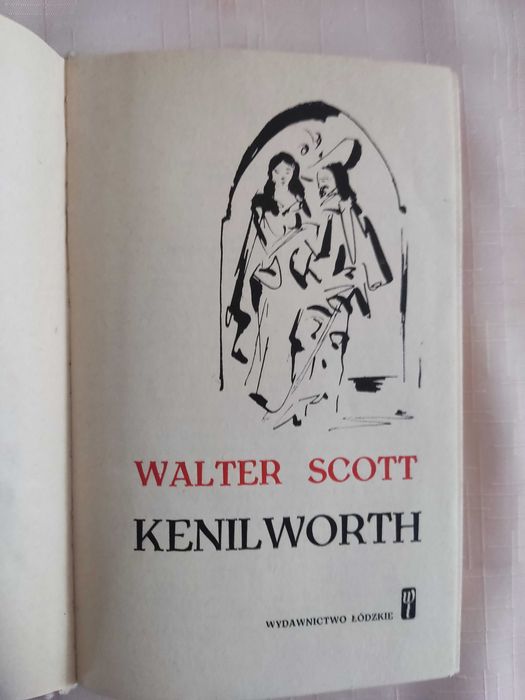 WALTER SCOTT
KENILWORTH
WYDAWNICTWO ŁÓDZKIE